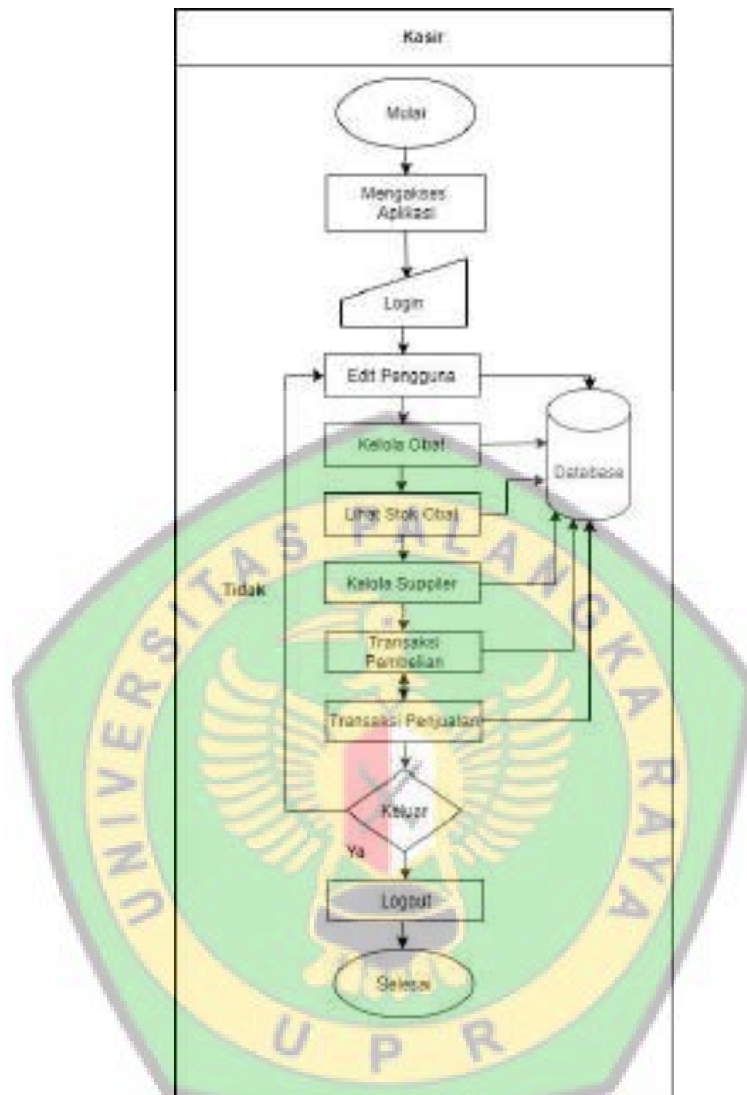 Kasir
Mulai
Mengakses
Aplikasi
Login
Edit Pengguna
Kelola Obat
Database
Lihat Stok Obat
Tidak
Kelola Supplier
Transaksi
Pembelian
Transaksi Penjualan
Keluar
Ya
Logout
Selesai
UNIVERSITAS PALANGKA RAYA
UPR